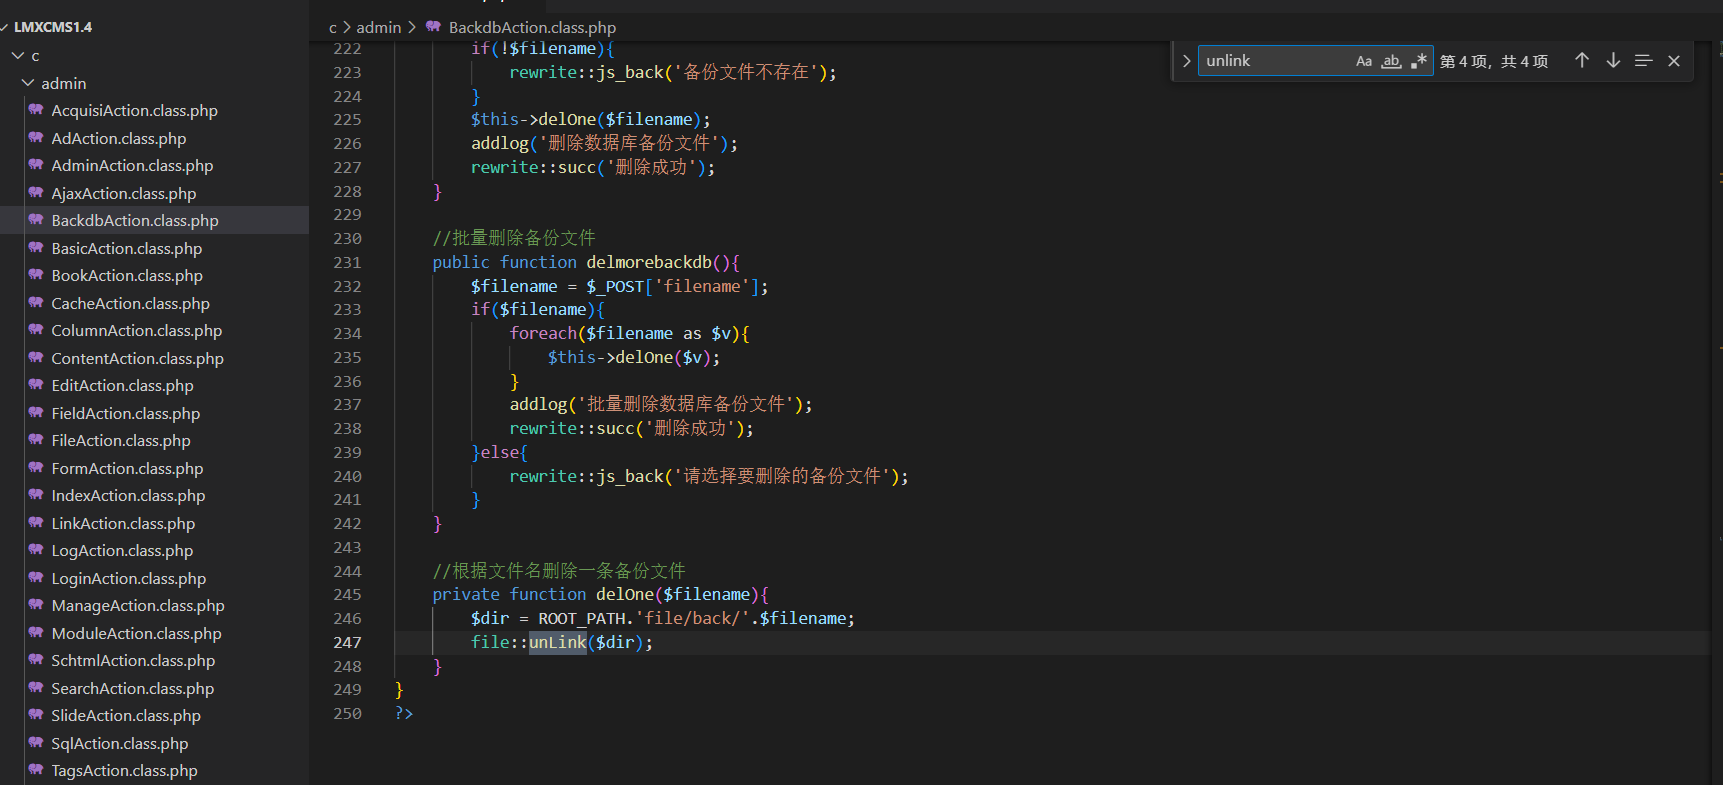 LMXCMS1.4
c
admin
AcquisiAction.class.php
AdAction.class.php
AdminAction.class.php
AjaxAction.class.php
BackdbAction.class.php
BasicAction.class.php
BookAction.class.php
CacheAction.class.php
ColumnAction.class.php
ContentAction.class.php
EditAction.class.php
FieldAction.class.php
FileAction.class.php
FormAction.class.php
IndexAction.class.php
LinkAction.class.php
LogAction.class.php
LoginAction.class.php
ManageAction.class.php
ModuleAction.class.php
SchtmlAction.class.php
SearchAction.class.php
SlideAction.class.php
SqlAction.class.php
TagsAction.class.php
c > admin > BackdbAction.class.php
unlink Aa ab .* 第 4 项，共 4 项
222 if(!$filename){
223 rewrite::js_back('备份文件不存在');
224 }
225 $this->delOne($filename);
226 addlog('删除数据库备份文件');
227 rewrite::succ('删除成功');
228 }
229
230 //批量删除备份文件
231 public function delmorebackdb(){
232 $filename = $_POST['filename'];
233 if($filename){
234 foreach($filename as $v){
235 $this->delOne($v);
236 }
237 addlog('批量删除数据库备份文件');
238 rewrite::succ('删除成功');
239 }else{
240 rewrite::js_back('请选择要删除的备份文件');
241 }
242 }
243
244 //根据文件名删除一条备份文件
245 private function delOne($filename){
246 $dir = ROOT_PATH.'file/back/'.$filename;
247 file::unLink($dir);
248 }
249 }
250 ?>